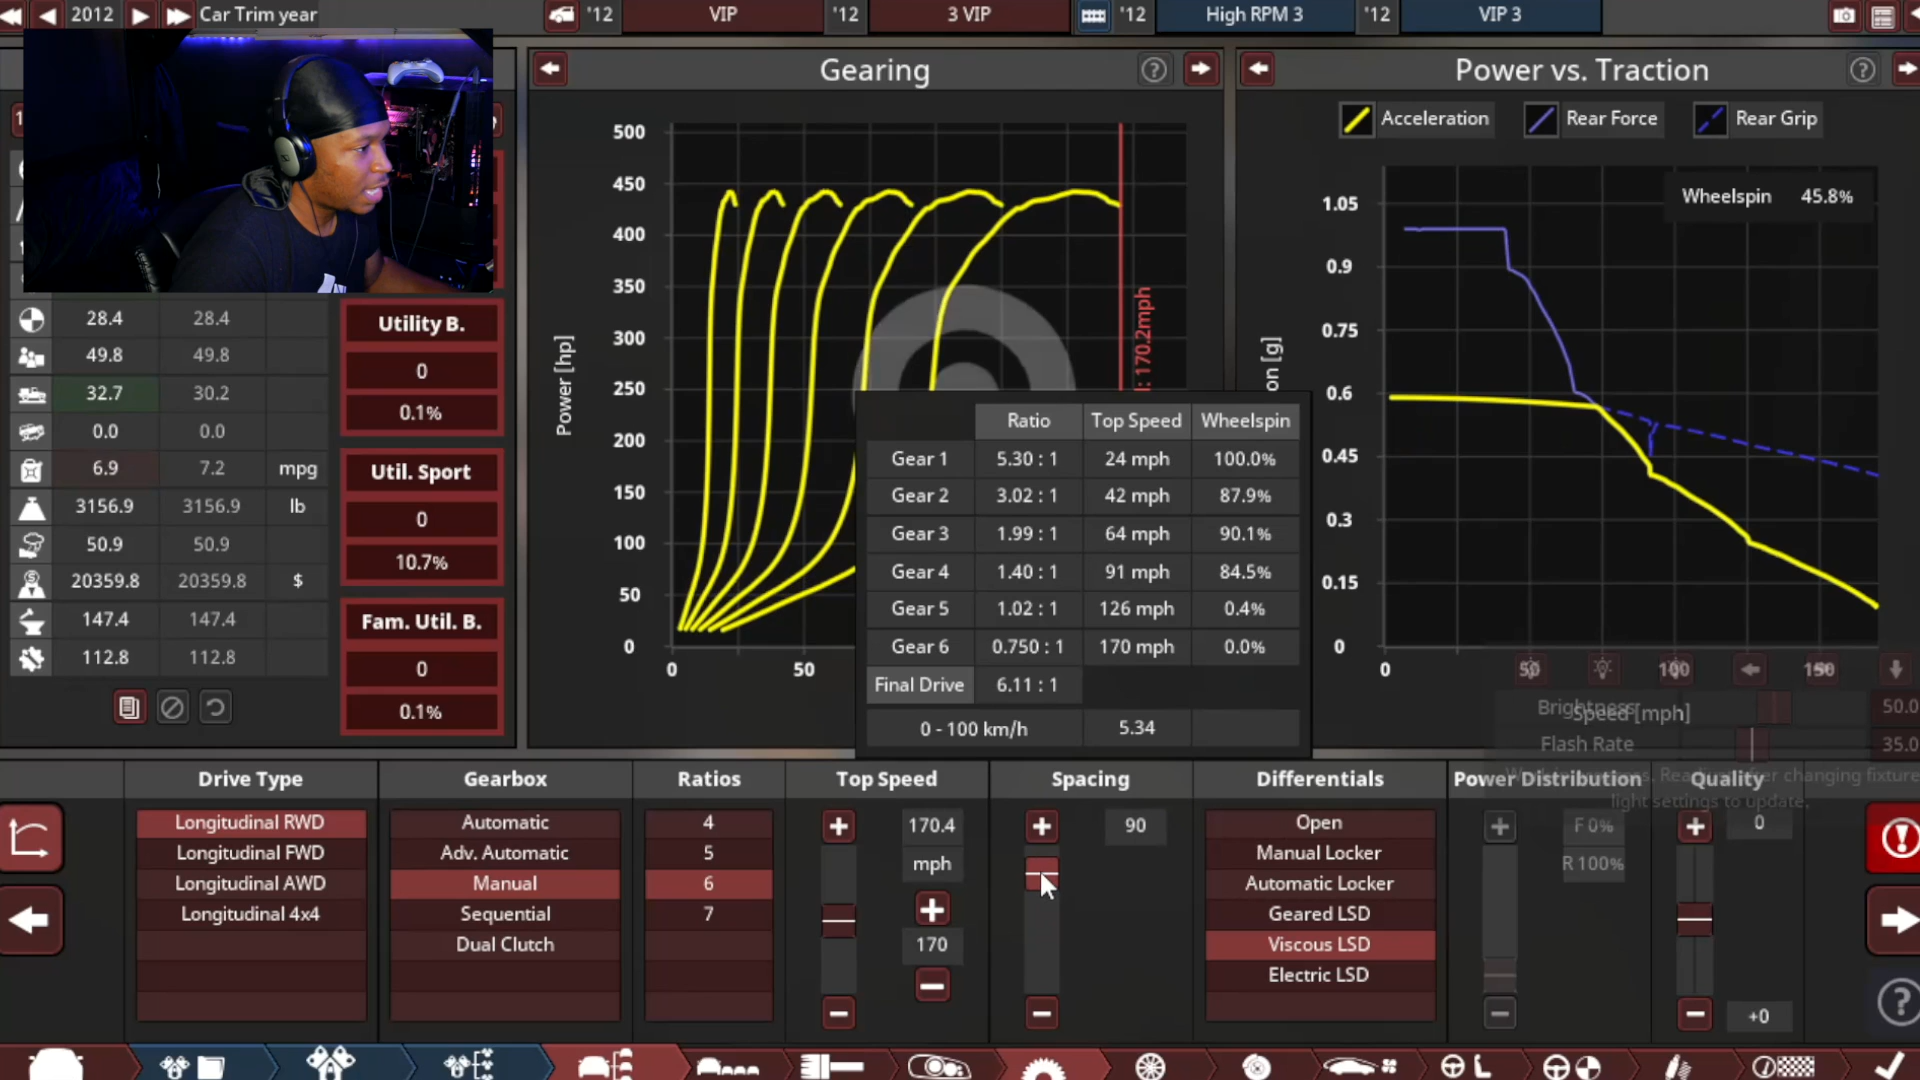 2012 Car Trim year '12 VIP '12 3 VIP '12 High RPM 3 '12 VIP 3
Gearing
500
450
400
350
300
250
200
150
100
50
0
0 50
Power [hp]
170.2mph
Power vs. Traction
Acceleration Rear Force Rear Grip
Wheelspin 45.8%
1.05
0.9
0.75
0.6
0.45
0.3
0.15
0
0 50 100 150
on [g]
Speed [mph]
28.4 28.4
49.8 49.8
32.7 30.2
0.0 0.0
6.9 7.2 mpg
3156.9 3156.9 lb
50.9 50.9
20359.8 20359.8 $
147.4 147.4
112.8 112.8
Utility B.
0
0.1%
Util. Sport
0
10.7%
Fam. Util. B.
0
0.1%
Ratio Top Speed Wheelspin
Gear 1 5.30 : 1 24 mph 100.0%
Gear 2 3.02 : 1 42 mph 87.9%
Gear 3 1.99 : 1 64 mph 90.1%
Gear 4 1.40 : 1 91 mph 84.5%
Gear 5 1.02 : 1 126 mph 0.4%
Gear 6 0.750 : 1 170 mph 0.0%
Final Drive 6.11 : 1
0 - 100 km/h 5.34
Brightness 50.0
Flash Rate 35.0
after changing fixture
light settings to update.
Drive Type
Longitudinal RWD
Longitudinal FWD
Longitudinal AWD
Longitudinal 4x4
Gearbox
Automatic
Adv. Automatic
Manual
Sequential
Dual Clutch
Ratios
4
5
6
7
Top Speed
170.4
mph
170
Spacing
90
Differentials
Open
Manual Locker
Automatic Locker
Geared LSD
Viscous LSD
Electric LSD
Power Distribution
F 0%
R 100%
Quality
0
+0